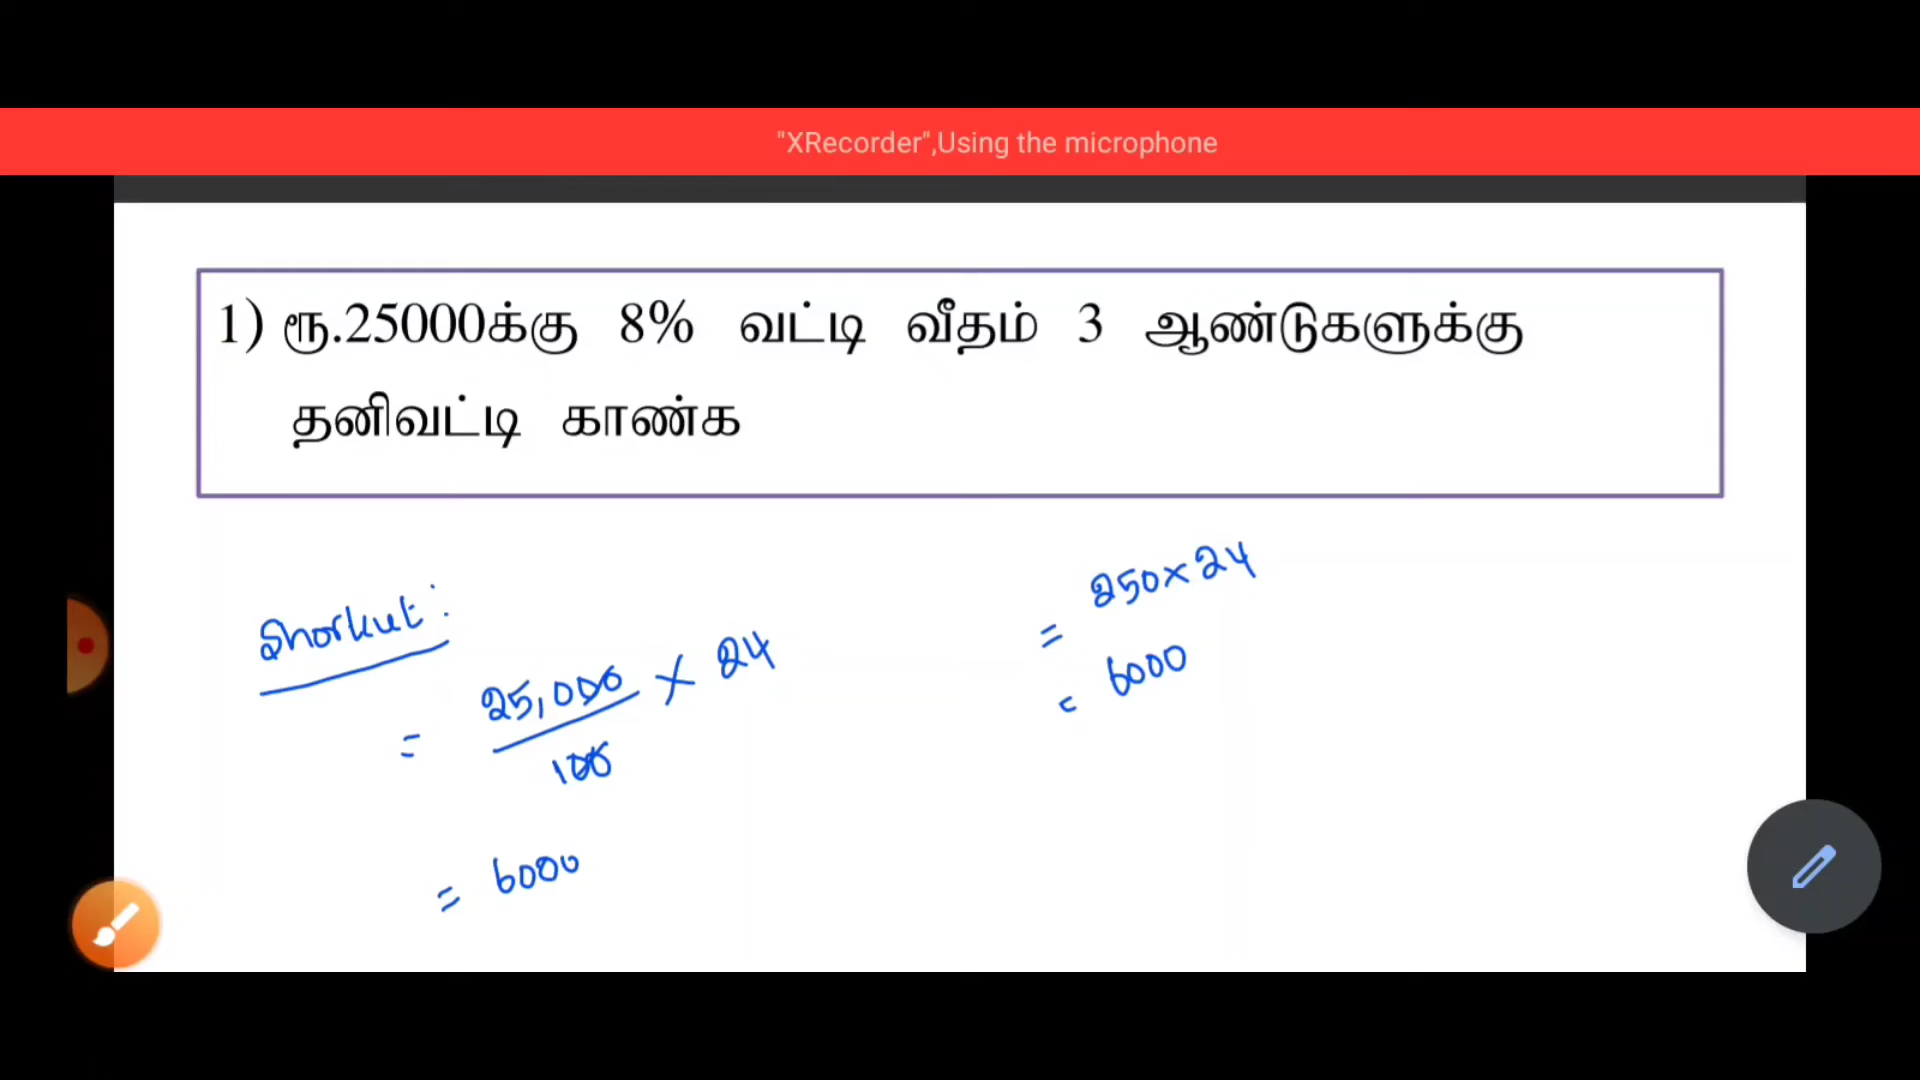 "XRecorder",Using the microphone
1) ரூ.25000க்கு 8% வட்டி வீதம் 3 ஆண்டுகளுக்கு
தனிவட்டி காண்க
Shorkut:
= 25,000/100 × 24
= 6000
= 250×24
= 6000